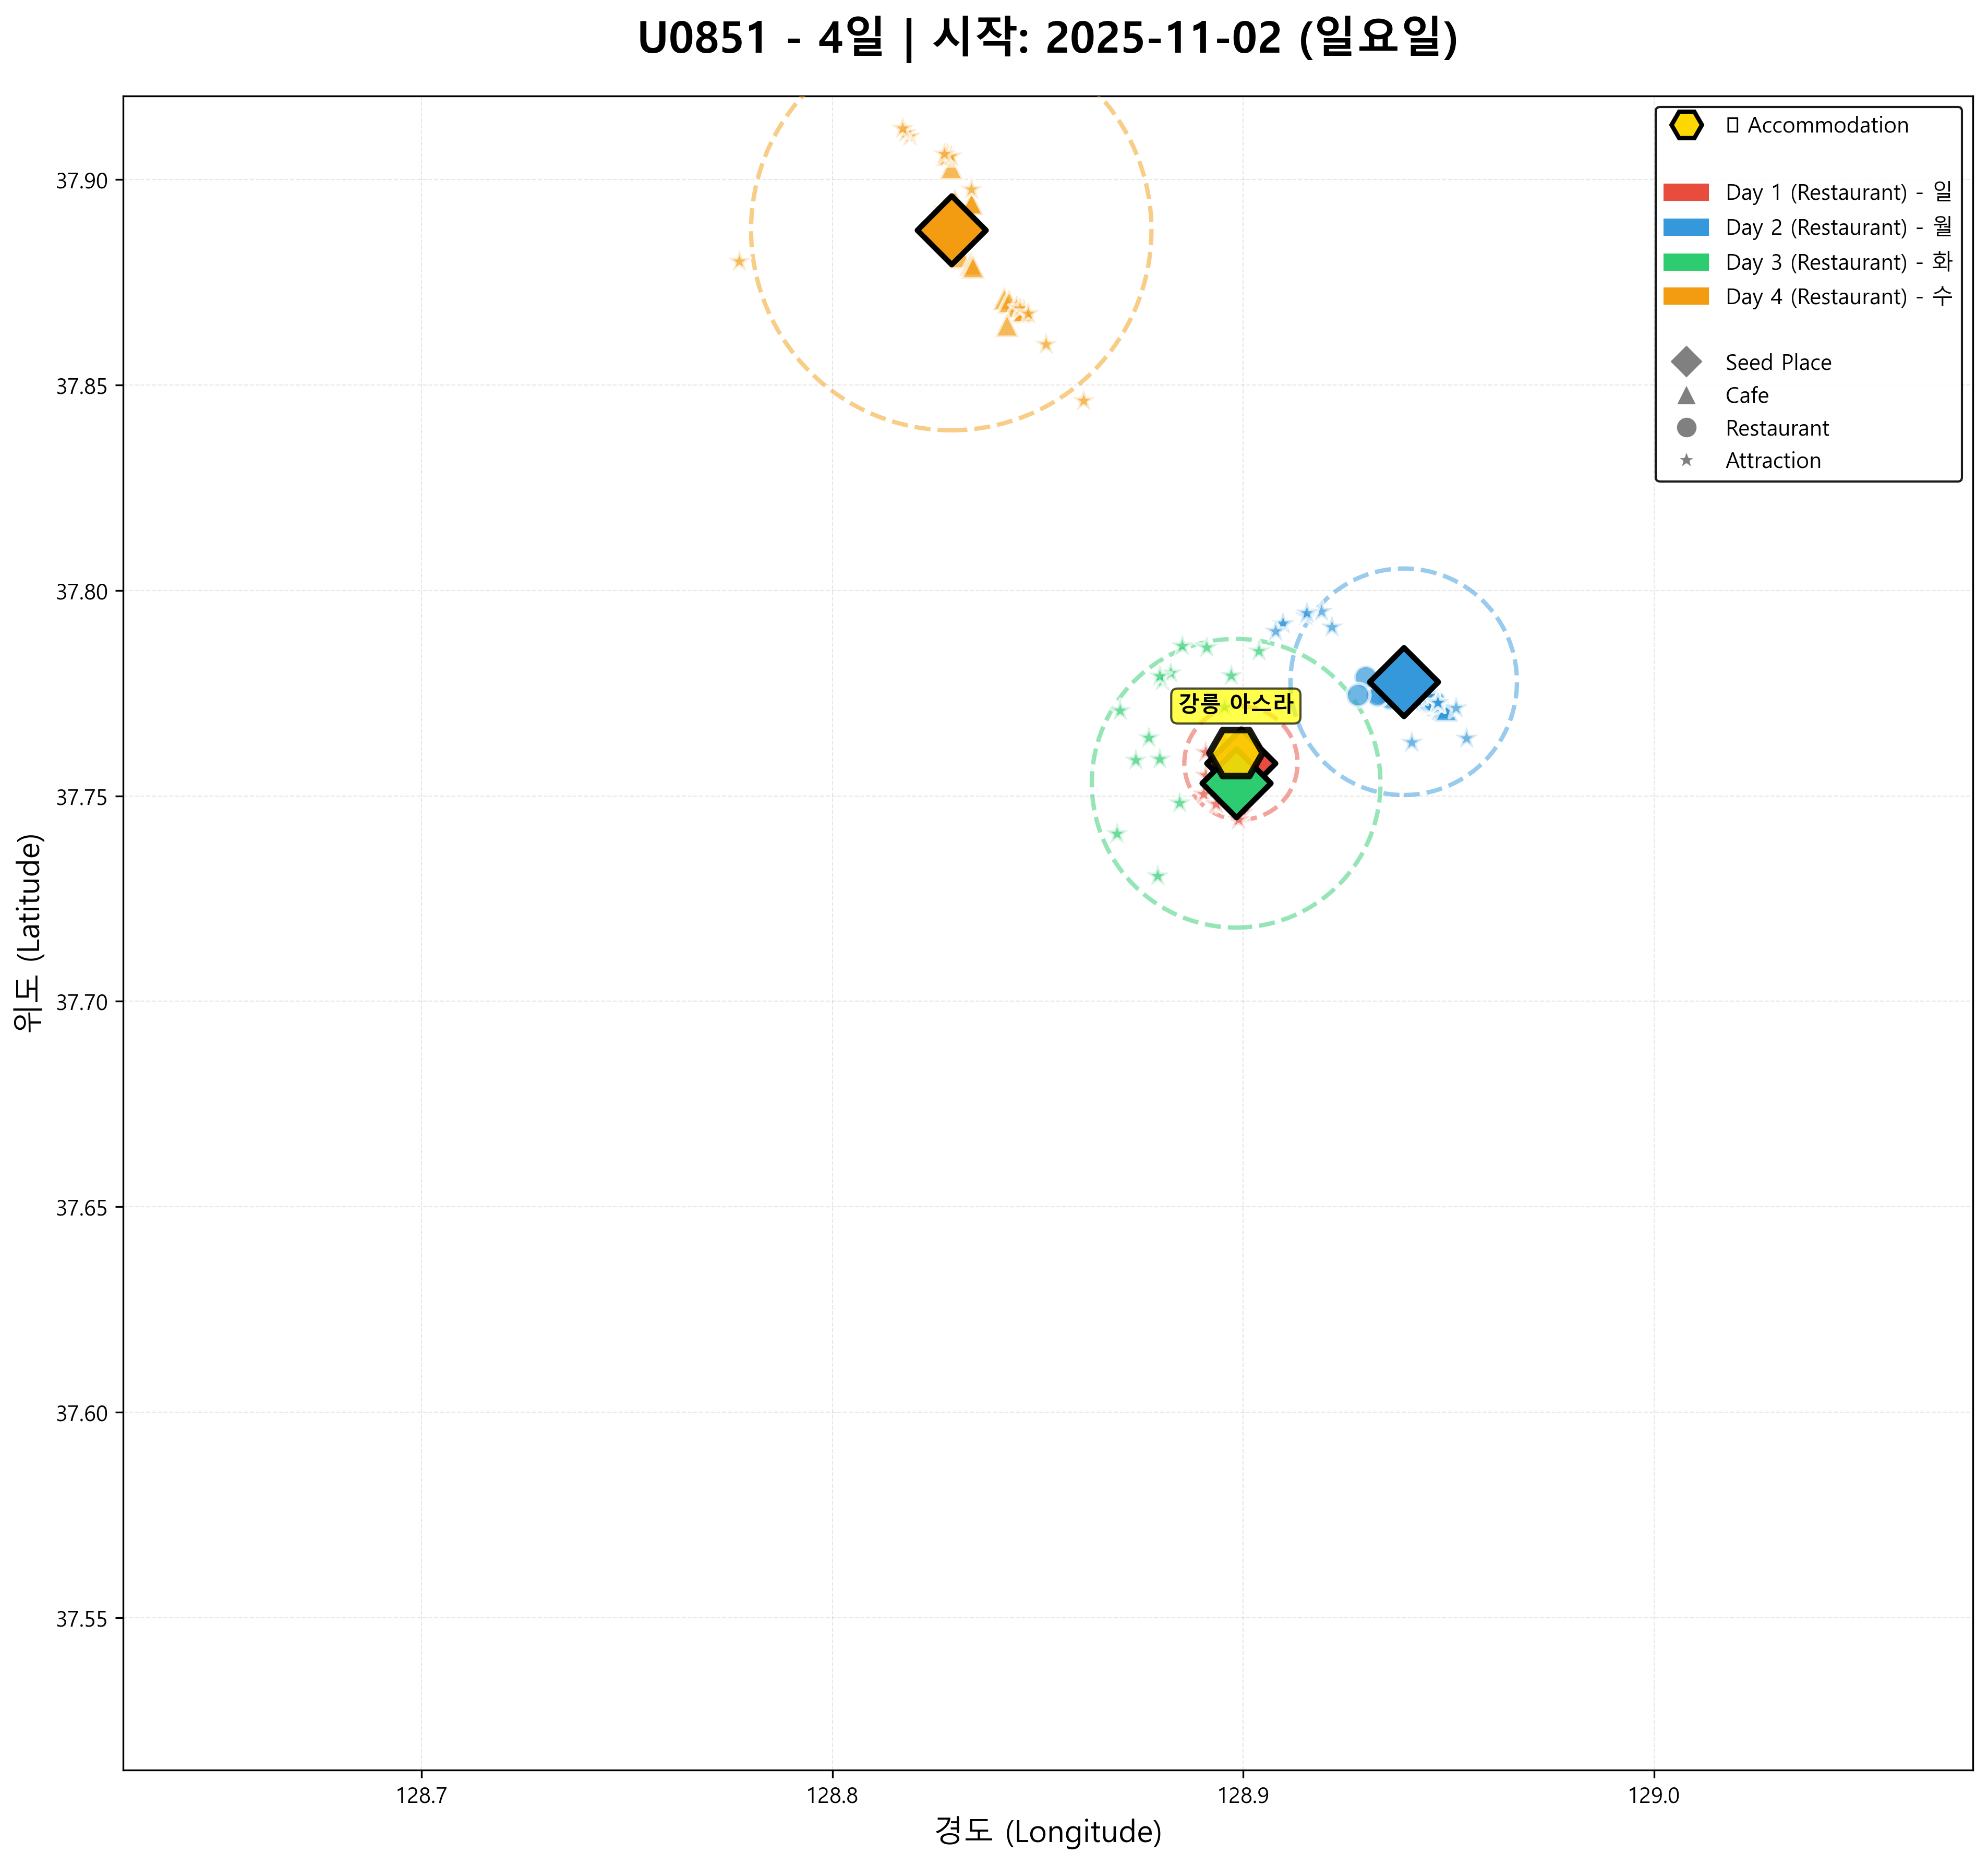 U0851 - 4일 | 시작: 2025-11-02 (일요일)
Accommodation
Day 1 (Restaurant) - 일
Day 2 (Restaurant) - 월
Day 3 (Restaurant) - 화
Day 4 (Restaurant) - 수
Seed Place
Cafe
Restaurant
Attraction
강릉 아스라
37.90
37.85
37.80
37.75
37.70
37.65
37.60
37.55
위도 (Latitude)
128.7
128.8
128.9
129.0
경도 (Longitude)